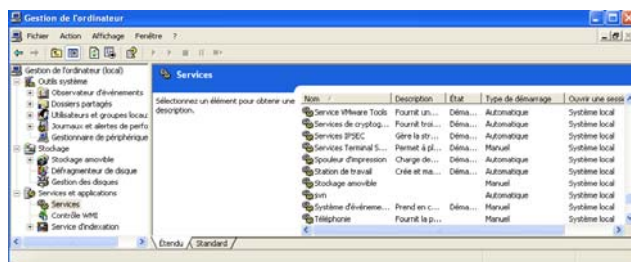 Gestion de l'ordinateur
Fichier Action Affichage Fenêtre ?
Gestion de l'ordinateur (local)
Outils système
Observateur d'événements
Dossiers partagés
Utilisateurs et groupes locau
Journaux et alertes de perfo
Gestionnaire de périphérique
Stockage
Stockage amovible
Défragmenteur de disque
Gestion des disques
Services et applications
Services
Contrôle WMI
Service d'indexation
Services
Sélectionnez un élément pour obtenir une description.
Nom Description État Type de démarrage Ouvrir une sessi
Service VMware Tools Fournit un... Déma... Automatique Système local
Services de cryptog... Fournit troi... Déma... Automatique Système local
Services IPSEC Gère la str... Déma... Automatique Système local
Services Terminal S... Permet à pl... Déma... Manuel Système local
Spouleur d'impression Charge de... Déma... Automatique Système local
Station de travail Crée et ma... Déma... Automatique Système local
Stockage amovible Manuel Système local
svn Automatique Système local
Système d'événeme... Prend en c... Déma... Manuel Système local
Téléphonie Fournit la p... Manuel Système local
Étendu Standard